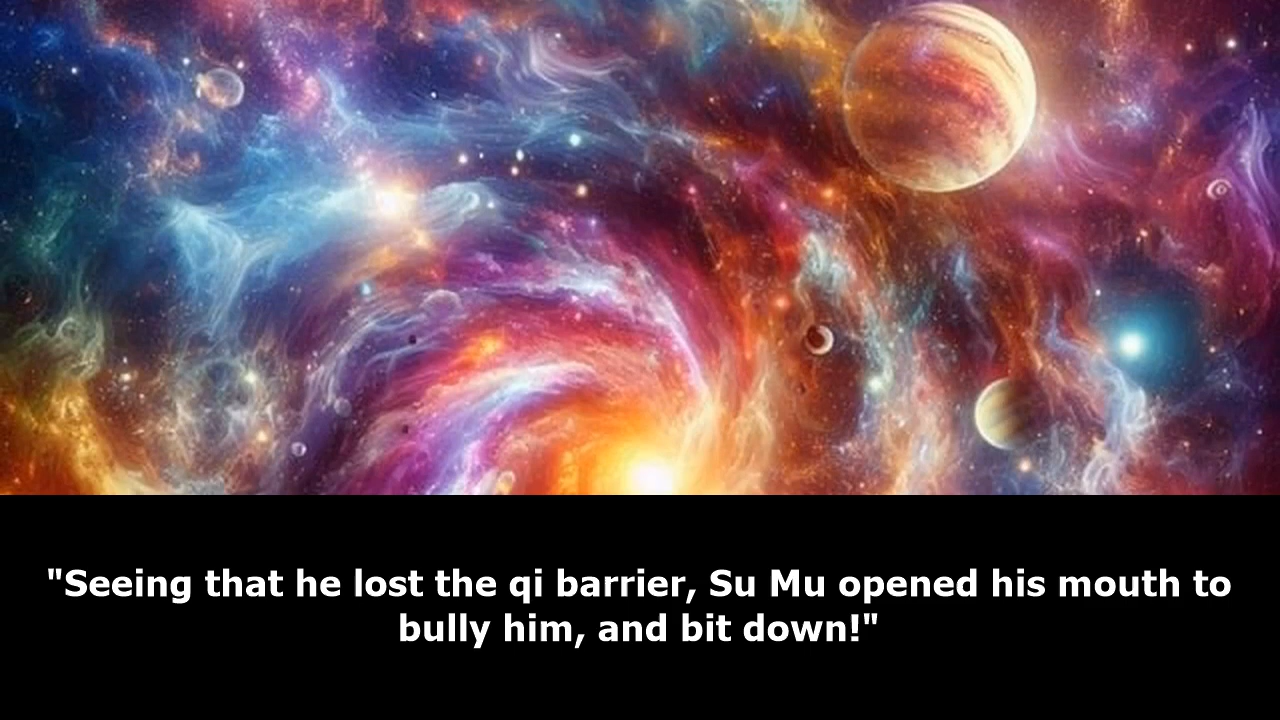 "Seeing that he lost the qi barrier, Su Mu opened his mouth to
bully him, and bit down!"